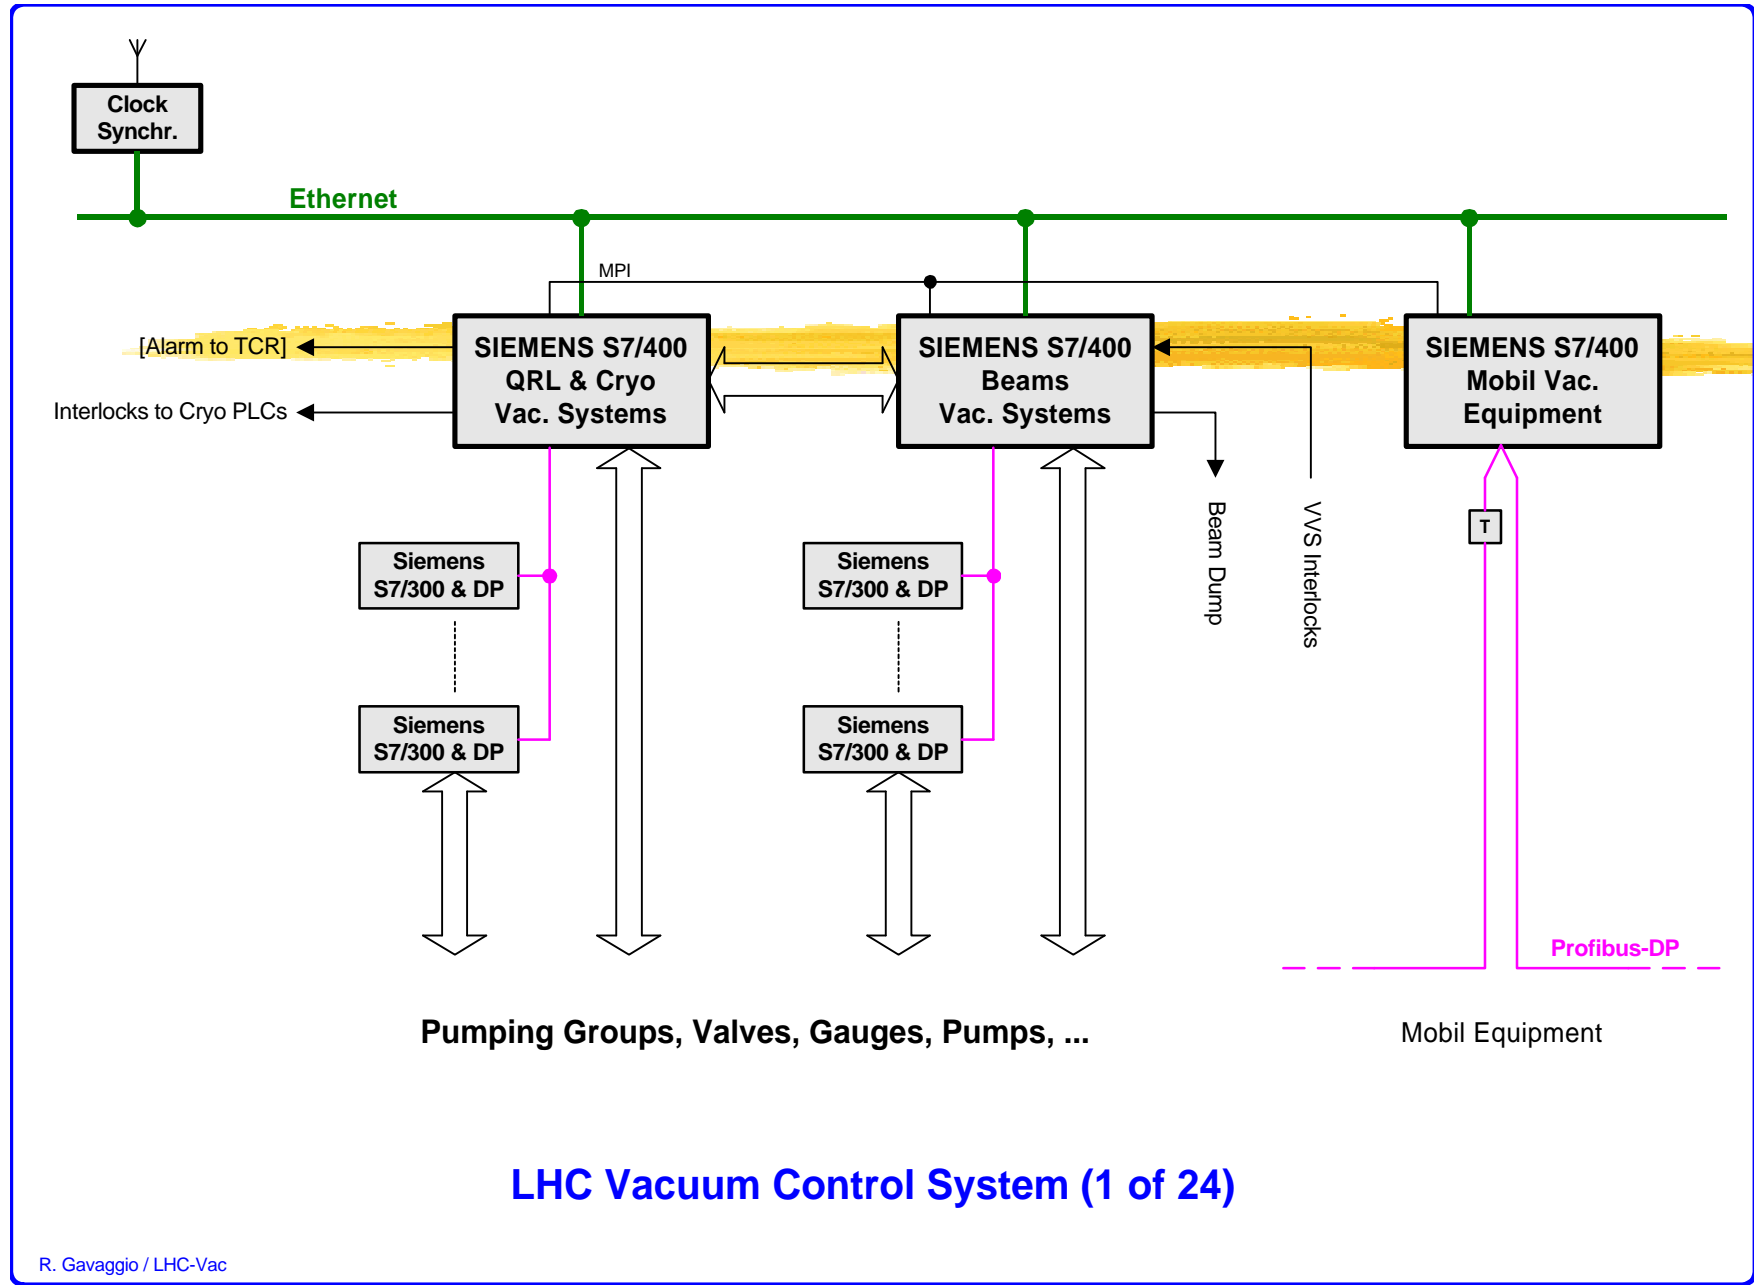 Clock
Synchr.
Ethernet
MPI
[Alarm to TCR]
Interlocks to Cryo PLCs
SIEMENS S7/400
QRL & Cryo
Vac. Systems
SIEMENS S7/400
Beams
Vac. Systems
SIEMENS S7/400
Mobil Vac.
Equipment
Beam Dump
VVS Interlocks
T
Siemens
S7/300 & DP
Siemens
S7/300 & DP
Siemens
S7/300 & DP
Siemens
S7/300 & DP
Profibus-DP
Pumping Groups, Valves, Gauges, Pumps, ...
Mobil Equipment
LHC Vacuum Control System (1 of 24)
R. Gavaggio / LHC-Vac